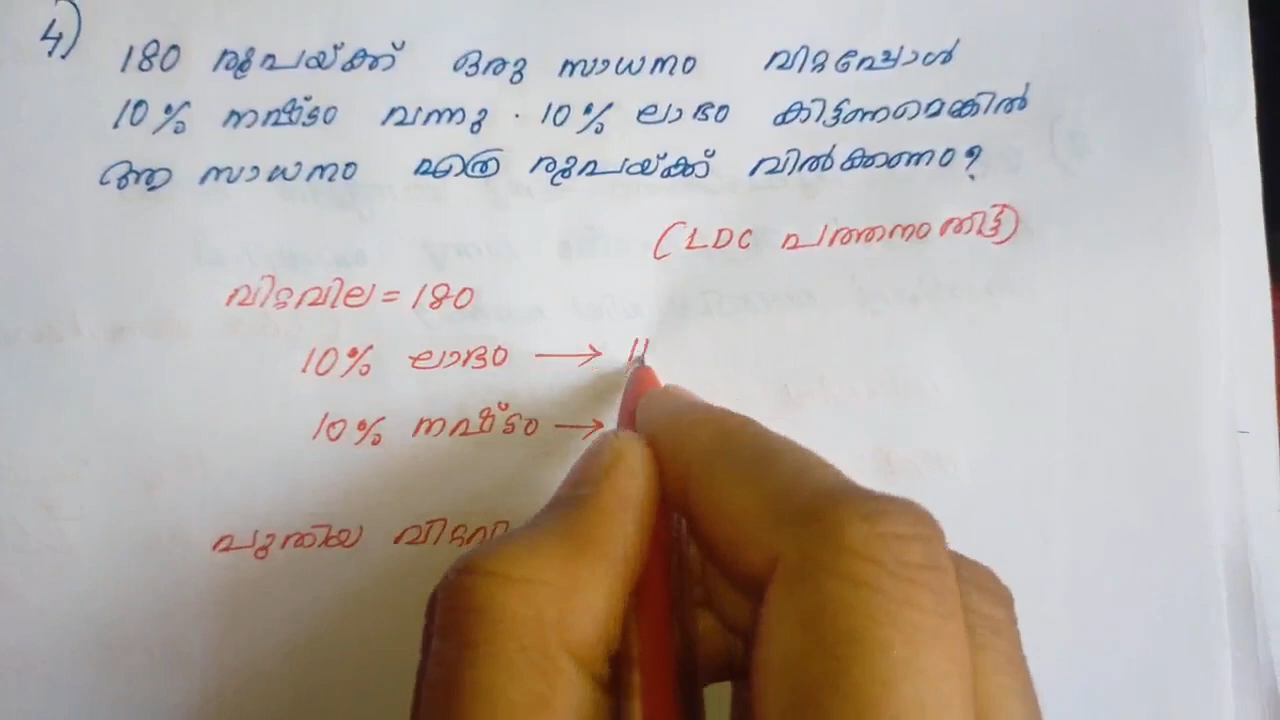 4) 180 രൂപയ്ക്ക് ഒരു സാധനം വിറ്റപ്പോൾ
10% നഷ്ടം വന്നു. 10% ലാഭം കിട്ടണമെങ്കിൽ
ആ സാധനം എത്ര രൂപയ്ക്ക് വിൽക്കണം?
(LDC പത്തനംതിട്ട)
വിറ്റവില = 180
10% ലാഭം → 11
10% നഷ്ടം →
പുതിയ